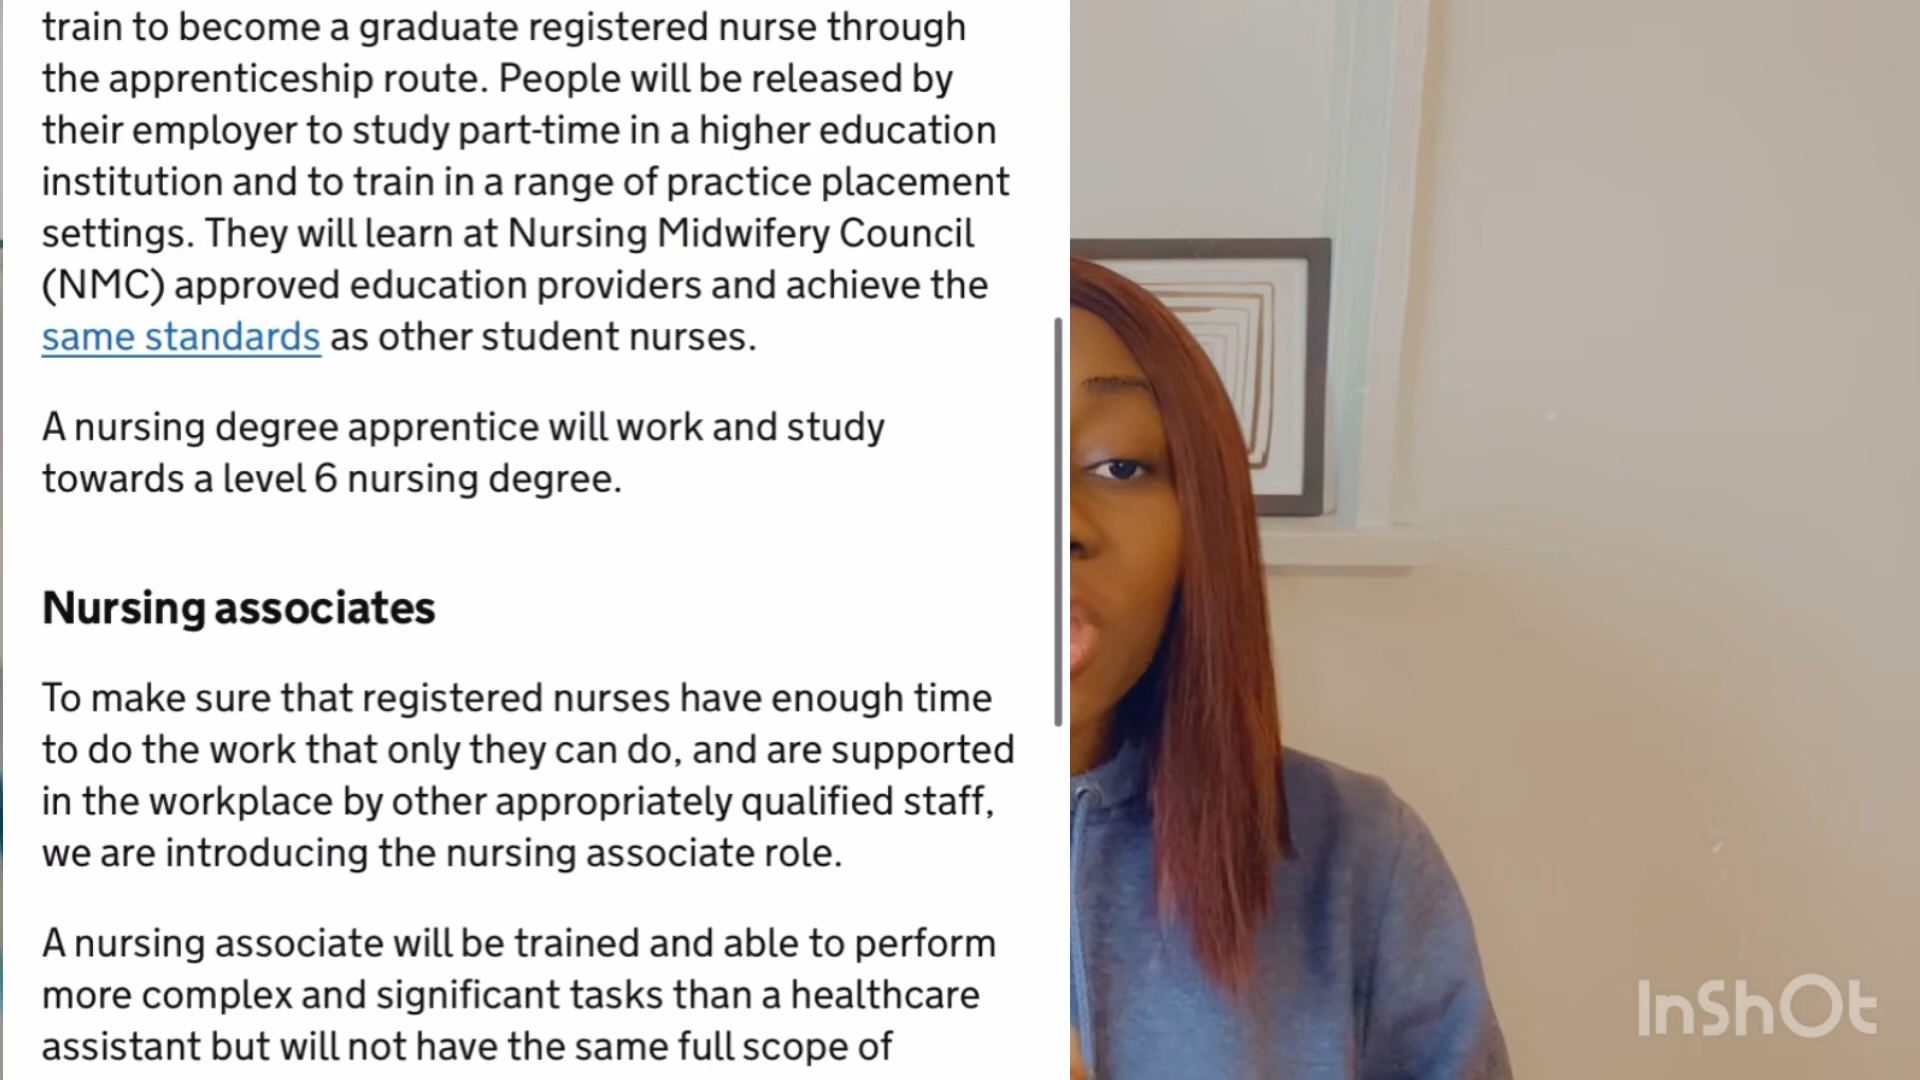 train to become a graduate registered nurse through
the apprenticeship route. People will be released by
their employer to study part-time in a higher education
institution and to train in a range of practice placement
settings. They will learn at Nursing Midwifery Council
(NMC) approved education providers and achieve the
same standards as other student nurses.
A nursing degree apprentice will work and study
towards a level 6 nursing degree.
Nursing associates
To make sure that registered nurses have enough time
to do the work that only they can do, and are supported
in the workplace by other appropriately qualified staff,
we are introducing the nursing associate role.
A nursing associate will be trained and able to perform
more complex and significant tasks than a healthcare
assistant but will not have the same full scope of
InShOt